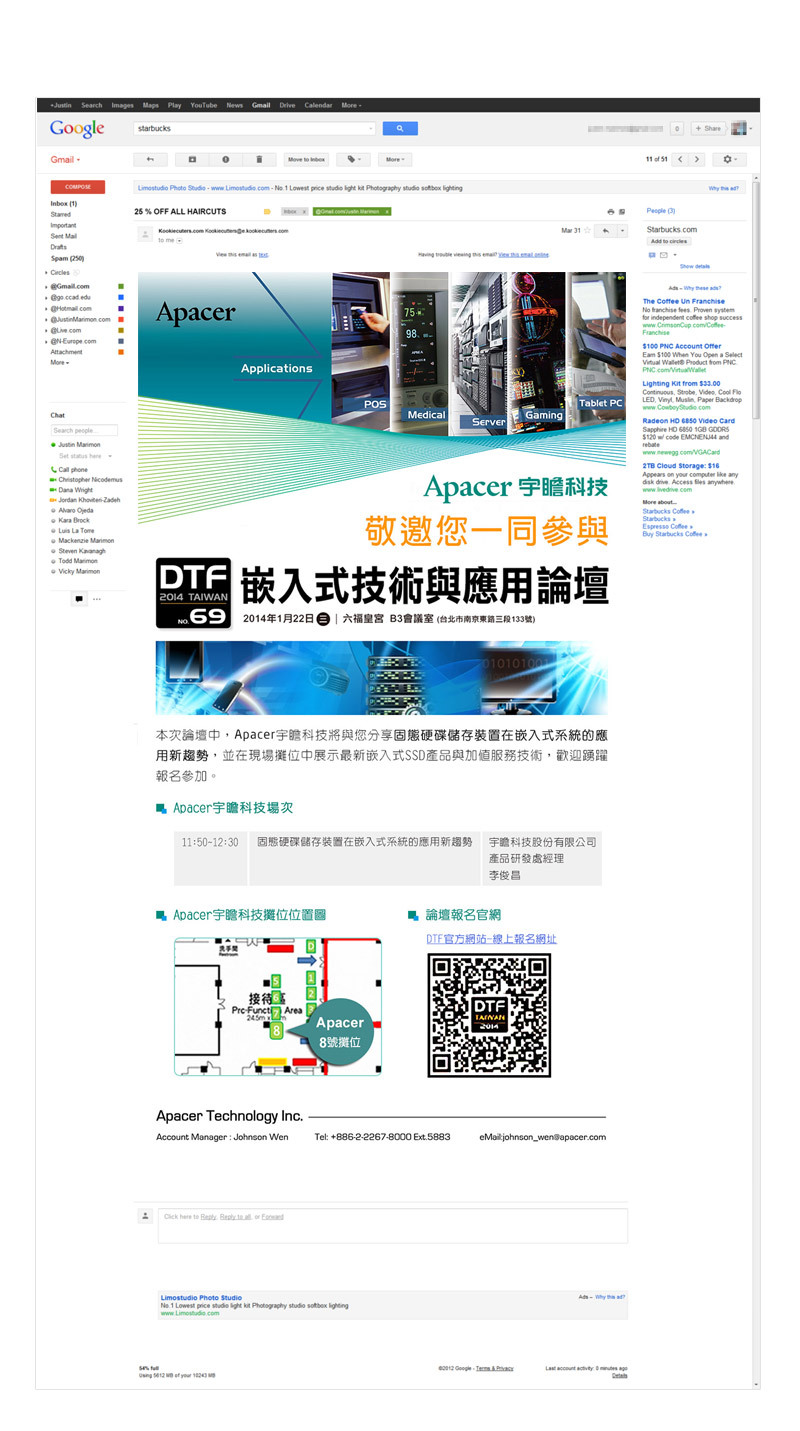 +Justin Search Images Maps Play YouTube News Gmail Drive Calendar More
Google
starbucks
0
+ Share
Gmail
Move to Inbox
More
11 of 51
COMPOSE
Inbox (1)
Starred
Important
Sent Mail
Drafts
Spam (250)
Circles
@Gmail.com
@go.ccad.edu
@Hotmail.com
@JustinMarimon.com
@Live.com
@N-Europe.com
Attachment
More
Chat
Search people...
Justin Marimon
Set status here
Call phone
Christopher Nicodemus
Dana Wright
Jordan Khoviteri-Zadeh
Alvaro Ojeda
Kara Brock
Luis La Torre
Mackenzie Marimon
Steven Kavanagh
Todd Marimon
Vicky Marimon
Limostudio Photo Studio - www.Limostudio.com - No.1 Lowest price studio light kit Photography studio softbox lighting
Why this ad?
25 % OFF ALL HAIRCUTS
Inbox x
@Gmail.com/Justin.Marimon x
Kookiecuters.com Kookiecutters@e.kookiecutters.com
to me
Mar 31
View this email as text.
Having trouble viewing this email? View this email online
Apacer
Applications
POS
Medical
Server
Gaming
Tablet PC
Apacer 宇瞻科技
敬邀您一同參與
DTF
2014 TAIWAN
NO.69
嵌入式技術與應用論壇
2014年1月22日 三 | 六福皇宮 B3會議室 (台北市南京東路三段133號)
本次論壇中，Apacer宇瞻科技將與您分享固態硬碟儲存裝置在嵌入式系統的應
用新趨勢，並在現場攤位中展示最新嵌入式SSD產品與加值服務技術，歡迎踴躍
報名參加。
Apacer宇瞻科技場次
11:50-12:30
固態硬碟儲存裝置在嵌入式系統的應用新趨勢
宇瞻科技股份有限公司
產品研發處經理
李俊昌
Apacer宇瞻科技攤位位置圖
洗手間
Restroom
D
1
2
5
6
7
8
接待區
Area
Apacer
8號攤位
論壇報名官網
DTF官方網站-線上報名網址
DTF
TAIWAN
2014
Apacer Technology Inc.
Account Manager : Johnson Wen
Tel: +886-2-2267-8000 Ext.5883
eMail:johnson_wen@apacer.com
Click here to Reply, Reply to all, or Forward
Limostudio Photo Studio
No.1 Lowest price studio light kit Photography studio softbox lighting
www.Limostudio.com
Ads – Why this ad?
54% full
Using 5612 MB of your 10243 MB
©2012 Google - Terms & Privacy
Last account activity: 0 minutes ago
Details
People (3)
Starbucks.com
Add to circles
Show details
Ads – Why these ads?
The Coffee Un Franchise
No franchise fees. Proven system
for independent coffee shop success
www.CrimsonCup.com/Coffee-
Franchise
$100 PNC Account Offer
Earn $100 When You Open a Select
Virtual Wallet® Product from PNC.
PNC.com/VirtualWallet
Lighting Kit from $33.00
Continuous, Strobe, Video, Cool Flo
LED, Vinyl, Muslin, Paper Backdrop
www.CowboyStudio.com
Radeon HD 6850 Video Card
Sapphire HD 6850 1GB GDDR5
$120 w/ code EMCNENJ44 and
rebate
www.newegg.com/VGACard
2TB Cloud Storage: $16
Appears on your computer like any
disk drive. Access files anywhere.
www.livedrive.com
More about...
Starbucks Coffee »
Starbucks »
Espresso Coffee »
Buy Starbucks Coffee »